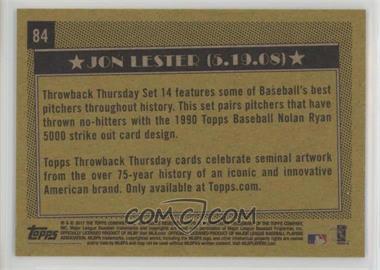 84
★JON LESTER (5.19.08)★
Throwback Thursday Set 14 features some of Baseball's best
pitchers throughout history. This set pairs pitchers that
have thrown no-hitters with the 1990 Topps Baseball Nolan Ryan
5000 strike out card design.
Topps Throwback Thursday cards celebrate seminal artwork
from the over 75-year history of an iconic and innovative
American brand. Only available at Topps.com.
Topps